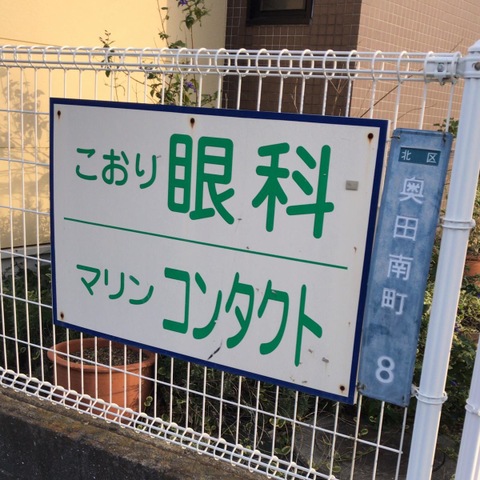 こおり眼科
マリンコンタクト
北区
奥田南町
8